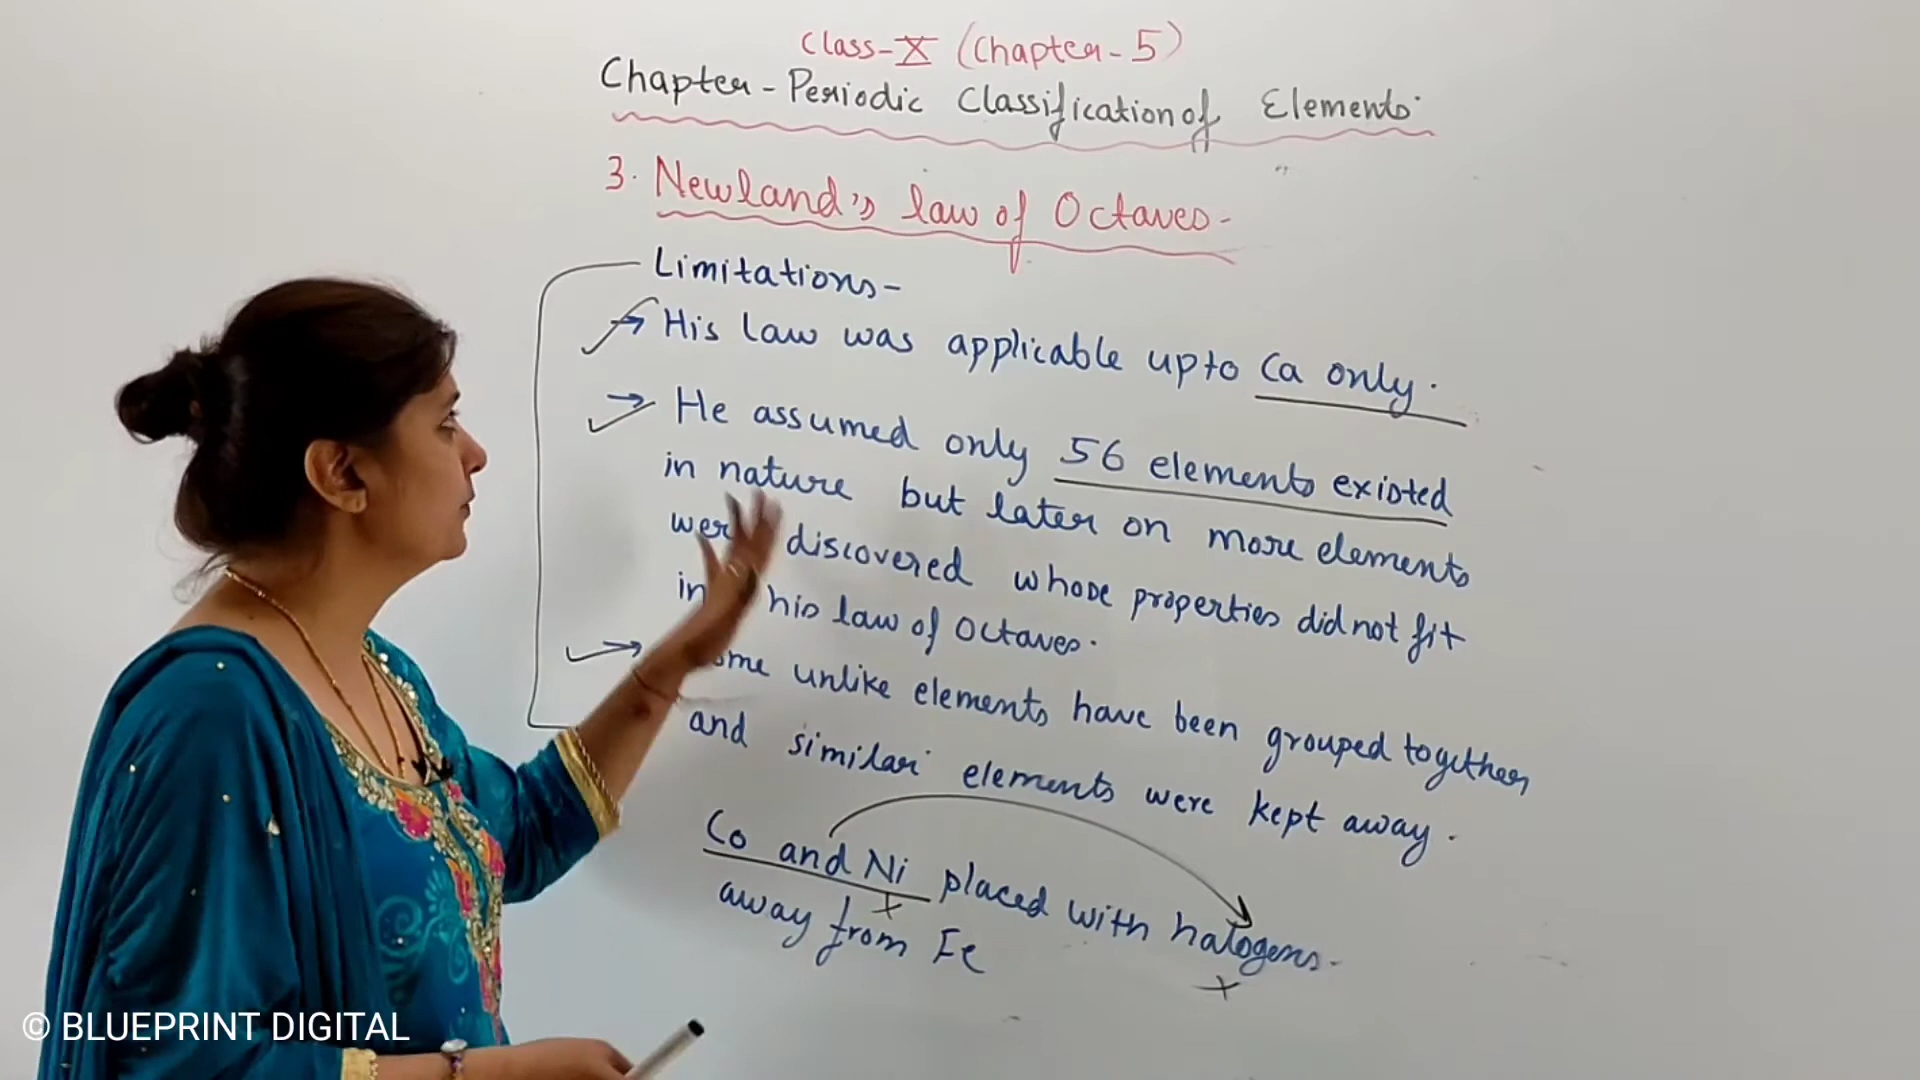 Class-X (Chapter-5)
Chapter-Periodic Classification of Elements.
3. Newland's law of Octaves-
Limitations-
→ His law was applicable upto Ca only.
→ He assumed only 56 elements existed
in nature but later on more elements
were discovered whose properties did not fit
in his law of Octaves.
→ some unlike elements have been grouped together
and similar elements were kept away.
Co and Ni placed with halogens.
away from Fe
© BLUEPRINT DIGITAL